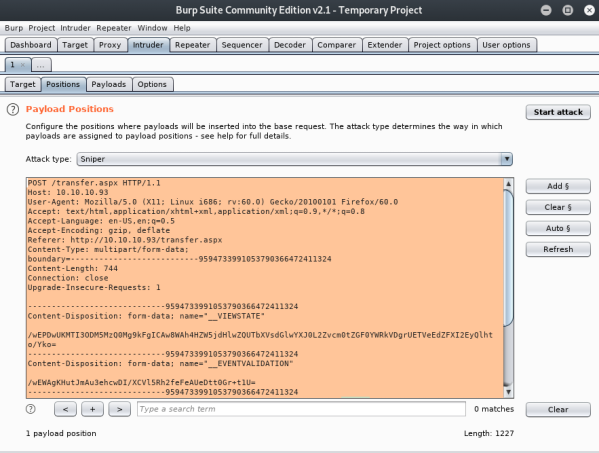 Burp Suite Community Edition v2.1 - Temporary Project
Burp Project Intruder Repeater Window Help
Dashboard Target Proxy Intruder Repeater Sequencer Decoder Comparer Extender Project options User options
1 × ...
Target Positions Payloads Options
? Payload Positions
Start attack
Configure the positions where payloads will be inserted into the base request. The attack type determines the way in which
payloads are assigned to payload positions - see help for full details.
Attack type: Sniper
POST /transfer.aspx HTTP/1.1
Host: 10.10.10.93
User-Agent: Mozilla/5.0 (X11; Linux i686; rv:60.0) Gecko/20100101 Firefox/60.0
Accept: text/html,application/xhtml+xml,application/xml;q=0.9,*/*;q=0.8
Accept-Language: en-US,en;q=0.5
Accept-Encoding: gzip, deflate
Referer: http://10.10.10.93/transfer.aspx
Content-Type: multipart/form-data;
boundary=---------------------------9594733991053790366472411324
Content-Length: 744
Connection: close
Upgrade-Insecure-Requests: 1
-----------------------------9594733991053790366472411324
Content-Disposition: form-data; name="__VIEWSTATE"
/wEPDwUKMTI3ODM5MzQ0Mg9kFgICAw8WAh4HZW5jdHlwZQUTbXVsdGlwYXJ0L2Zvcm0tZGF0YWRkVDgrUETVeEdZFXI2EyQlht
o/Yko=
-----------------------------9594733991053790366472411324
Content-Disposition: form-data; name="__EVENTVALIDATION"
/wEWAgKHutJmAu3ehcwDI/XCVl5Rh2feFeAUeDtt0Gr+t1U=
-----------------------------9594733991053790366472411324
Add §
Clear §
Auto §
Refresh
? < + > Type a search term 0 matches Clear
1 payload position Length: 1227